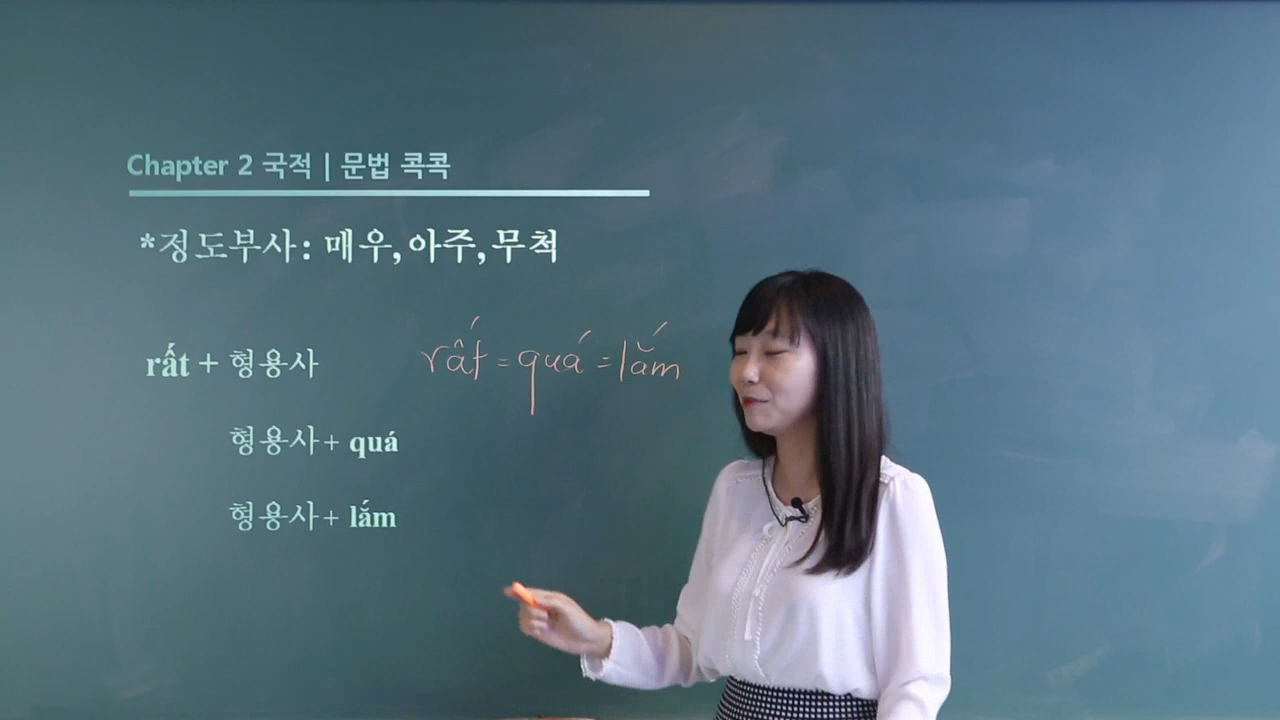 Chapter 2 국적 | 문법 콕콕
*정도부사: 매우, 아주, 무척
rất + 형용사
rất = quá = lắm
형용사 + quá
형용사 + lắm